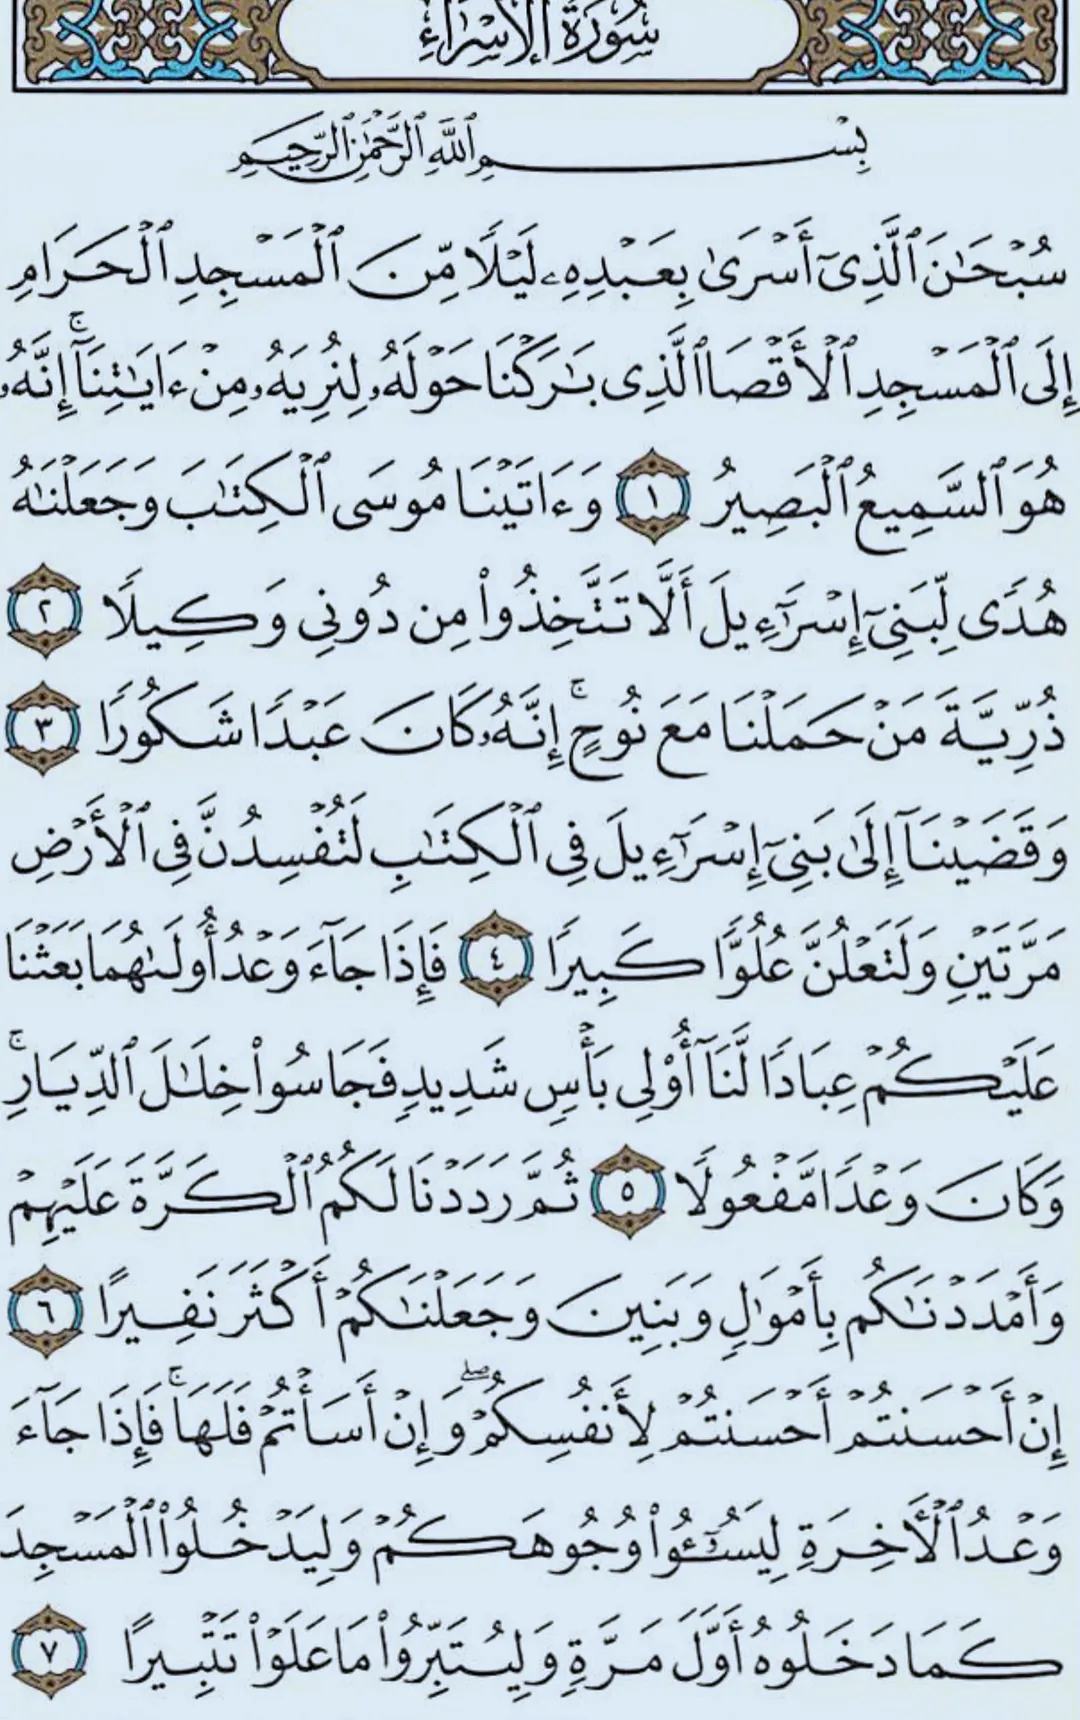 سُورَةُ الإِسْرَاءِ
بِسْمِ ٱللَّهِ ٱلرَّحْمَٰنِ ٱلرَّحِيمِ
سُبْحَٰنَ ٱلَّذِىٓ أَسْرَىٰ بِعَبْدِهِۦ لَيْلًا مِّنَ ٱلْمَسْجِدِ ٱلْحَرَامِ
إِلَى ٱلْمَسْجِدِ ٱلْأَقْصَا ٱلَّذِى بَٰرَكْنَا حَوْلَهُۥ لِنُرِيَهُۥ مِنْ ءَايَٰتِنَآ ۚ إِنَّهُۥ
هُوَ ٱلسَّمِيعُ ٱلْبَصِيرُ ١ وَءَاتَيْنَا مُوسَى ٱلْكِتَٰبَ وَجَعَلْنَٰهُ
هُدًى لِّبَنِىٓ إِسْرَٰٓءِيلَ أَلَّا تَتَّخِذُوا۟ مِن دُونِى وَكِيلًا ٢
ذُرِّيَّةَ مَنْ حَمَلْنَا مَعَ نُوحٍ ۚ إِنَّهُۥ كَانَ عَبْدًا شَكُورًا ٣
وَقَضَيْنَآ إِلَىٰ بَنِىٓ إِسْرَٰٓءِيلَ فِى ٱلْكِتَٰبِ لَتُفْسِدُنَّ فِى ٱلْأَرْضِ
مَرَّتَيْنِ وَلَتَعْلُنَّ عُلُوًّا كَبِيرًا ٤ فَإِذَا جَآءَ وَعْدُ أُولَىٰهُمَا بَعَثْنَا
عَلَيْكُمْ عِبَادًا لَّنَآ أُو۟لِى بَأْسٍ شَدِيدٍ فَجَاسُوا۟ خِلَٰلَ ٱلدِّيَارِ ۚ
وَكَانَ وَعْدًا مَّفْعُولًا ٥ ثُمَّ رَدَدْنَا لَكُمُ ٱلْكَرَّةَ عَلَيْهِمْ
وَأَمْدَدْنَٰكُم بِأَمْوَٰلٍ وَبَنِينَ وَجَعَلْنَٰكُمْ أَكْثَرَ نَفِيرًا ٦
إِنْ أَحْسَنتُمْ أَحْسَنتُمْ لِأَنفُسِكُمْ ۖ وَإِنْ أَسَأْتُمْ فَلَهَا ۚ فَإِذَا جَآءَ
وَعْدُ ٱلْأَخِرَةِ لِيَسُۥٓـُٔوا۟ وُجُوهَكُمْ وَلِيَدْخُلُوا۟ ٱلْمَسْجِدَ
كَمَا دَخَلُوهُ أَوَّلَ مَرَّةٍ وَلِيُتَبِّرُوا۟ مَا عَلَوْا۟ تَتْبِيرًا ٧